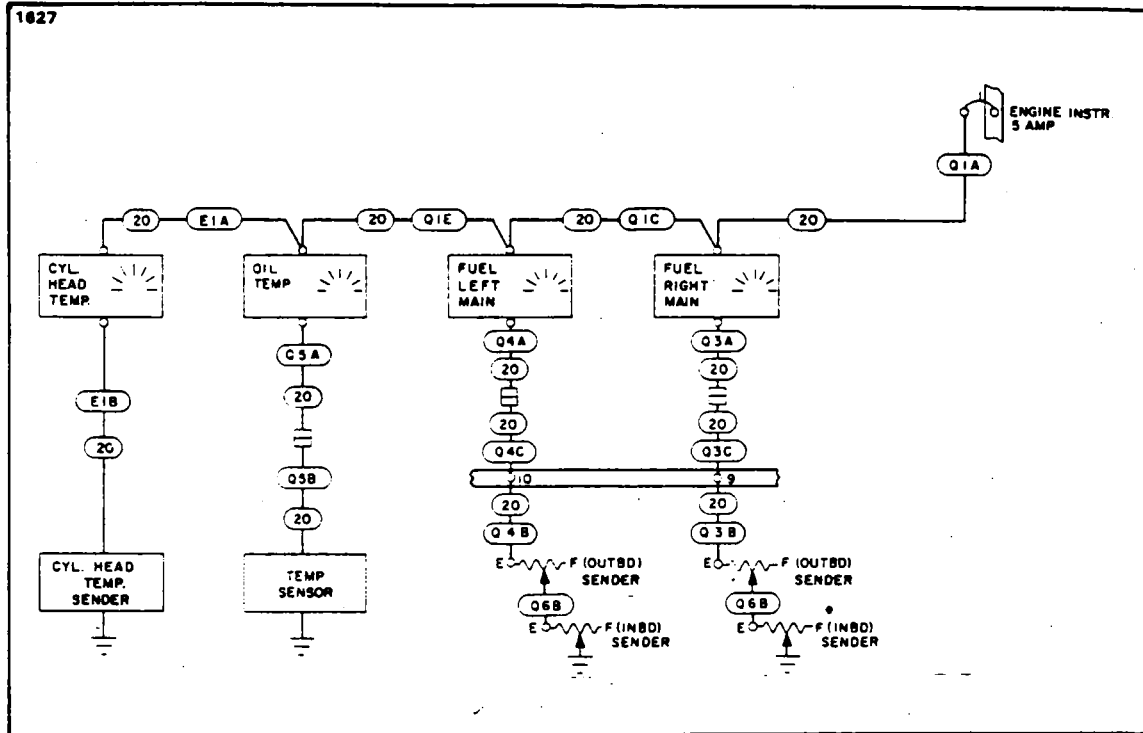 1627
ENGINE INSTR.
5 AMP
Q1A
20 E1A 20 Q1E 20 Q1C 20
CYL.
HEAD
TEMP.
OIL
TEMP
FUEL
LEFT
MAIN
FUEL
RIGHT
MAIN
Q5A Q4A Q3A
20 20 20
E1B 20 20
20 Q5B Q4C Q3C
10 9
20 20 20
Q4B Q3B
CYL. HEAD
TEMP.
SENDER
TEMP
SENSOR
E F (OUTBD)
SENDER
E F (OUTBD)
SENDER
Q6B Q6B
E F (INBD)
SENDER
E F (INBD)
SENDER